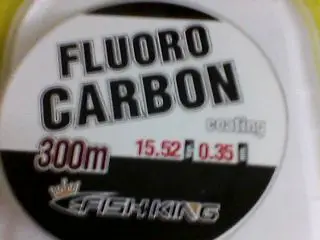 FLUORO
CARBON
coating
300m 15.52 0.35
FISHKING